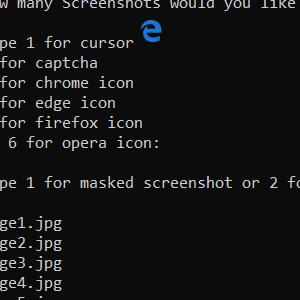 w many Screenshots would you like
pe 1 for cursor
for captcha
for chrome icon
for edge icon
for firefox icon
6 for opera icon:
pe 1 for masked screenshot or 2 fo
ge1.jpg
ge2.jpg
ge3.jpg
ge4.jpg